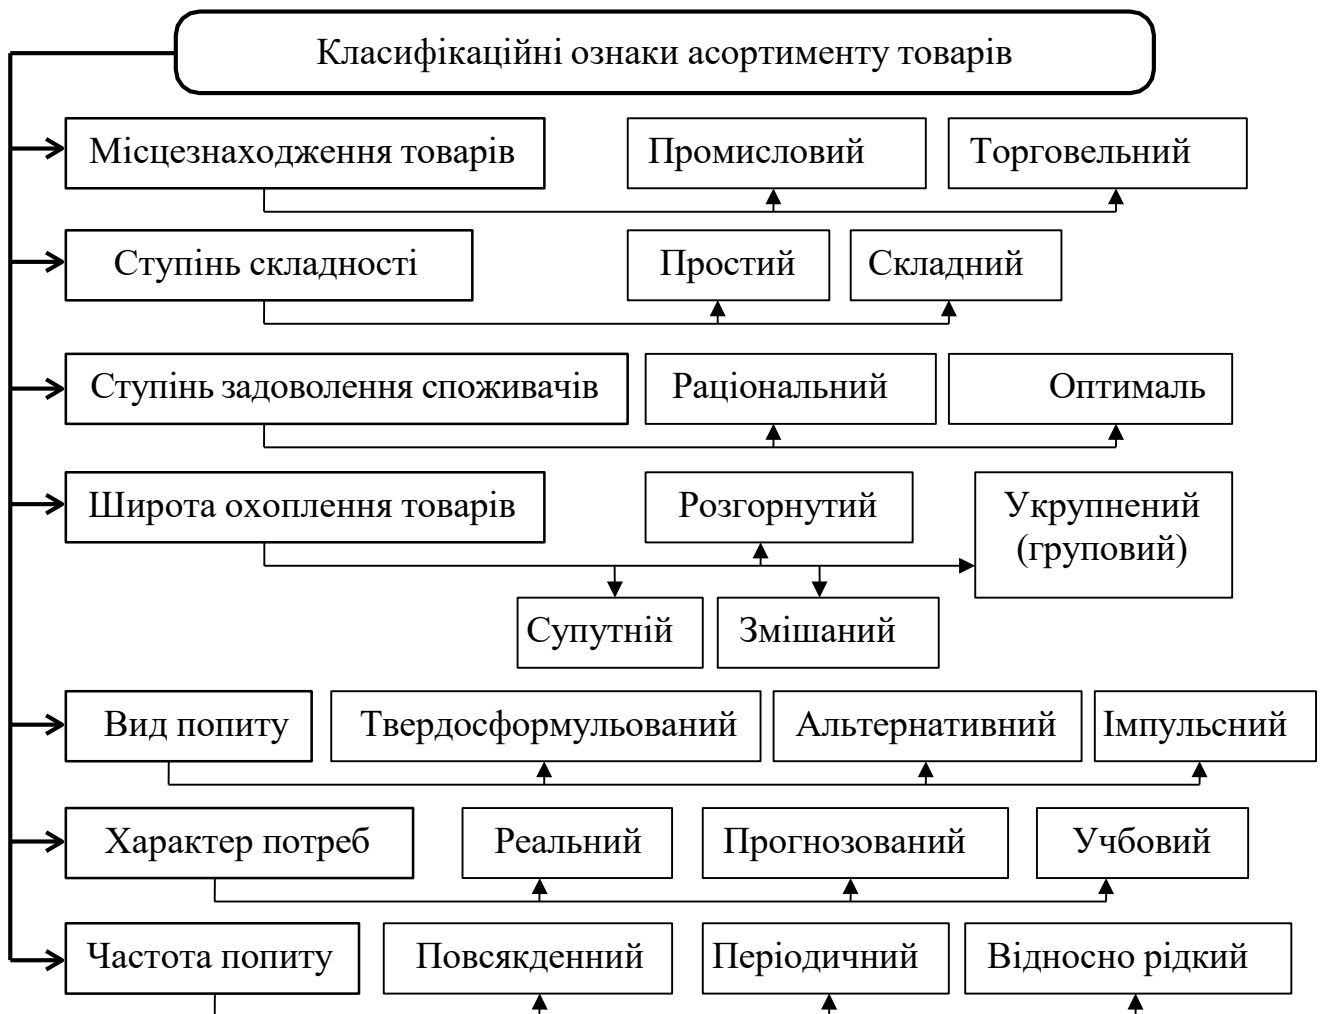 Класифікаційні ознаки асортименту товарів
Місцезнаходження товарів
Промисловий
Торговельний
Ступінь складності
Простий
Складний
Ступінь задоволення споживачів
Раціональний
Оптималь
Широта охоплення товарів
Розгорнутий
Укрупнений
(груповий)
Супутній
Змішаний
Вид попиту
Твердосформульований
Альтернативний
Імпульсний
Характер потреб
Реальний
Прогнозований
Учбовий
Частота попиту
Повсякденний
Періодичний
Відносно рідкий